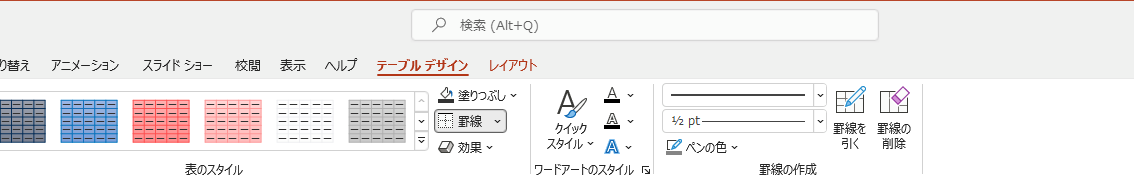 検索 (Alt+Q)
り替え アニメーション スライド ショー 校閲 表示 ヘルプ テーブル デザイン レイアウト
塗りつぶし
罫線
効果
表のスタイル
クイック
スタイル
A
A
A
ワードアートのスタイル
½ pt
ペンの色
罫線を
引く
罫線の
削除
罫線の作成